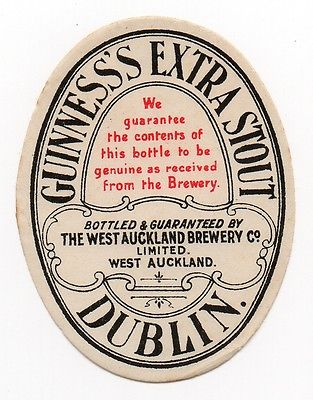 GUINNESS'S EXTRA STOUT
We
guarantee
the contents of
this bottle to be
genuine as received
from the Brewery.
BOTTLED & GUARANTEED BY
THE WEST AUCKLAND BREWERY Co.
LIMITED.
WEST AUCKLAND.
DUBLIN.